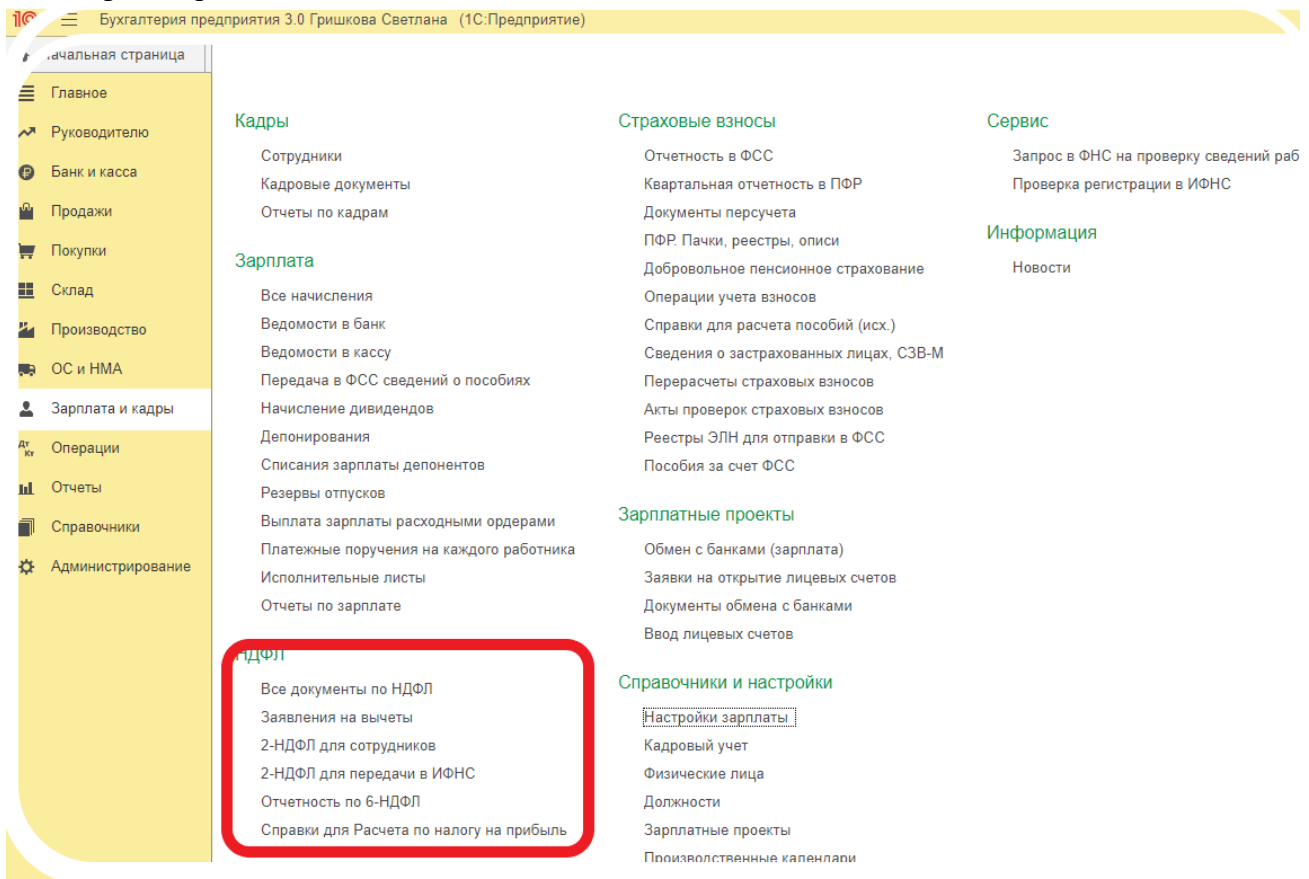 1С Бухгалтерия предприятия 3.0 Гришкова Светлана (1С:Предприятие)
ачальная страница
Главное
Руководителю
Банк и касса
Продажи
Покупки
Склад
Производство
ОС и НМА
Зарплата и кадры
Дт Кт Операции
Отчеты
Справочники
Администрирование
Кадры
Сотрудники
Кадровые документы
Отчеты по кадрам
Зарплата
Все начисления
Ведомости в банк
Ведомости в кассу
Передача в ФСС сведений о пособиях
Начисление дивидендов
Депонирования
Списания зарплаты депонентов
Резервы отпусков
Выплата зарплаты расходными ордерами
Платежные поручения на каждого работника
Исполнительные листы
Отчеты по зарплате
НДФЛ
Все документы по НДФЛ
Заявления на вычеты
2-НДФЛ для сотрудников
2-НДФЛ для передачи в ИФНС
Отчетность по 6-НДФЛ
Справки для Расчета по налогу на прибыль
Страховые взносы
Отчетность в ФСС
Квартальная отчетность в ПФР
Документы персучета
ПФР. Пачки, реестры, описи
Добровольное пенсионное страхование
Операции учета взносов
Справки для расчета пособий (исх.)
Сведения о застрахованных лицах, СЗВ-М
Перерасчеты страховых взносов
Акты проверок страховых взносов
Реестры ЭЛН для отправки в ФСС
Пособия за счет ФСС
Зарплатные проекты
Обмен с банками (зарплата)
Заявки на открытие лицевых счетов
Документы обмена с банками
Ввод лицевых счетов
Справочники и настройки
Настройки зарплаты
Кадровый учет
Физические лица
Должности
Зарплатные проекты
Производственные календари
Сервис
Запрос в ФНС на проверку сведений раб
Проверка регистрации в ИФНС
Информация
Новости